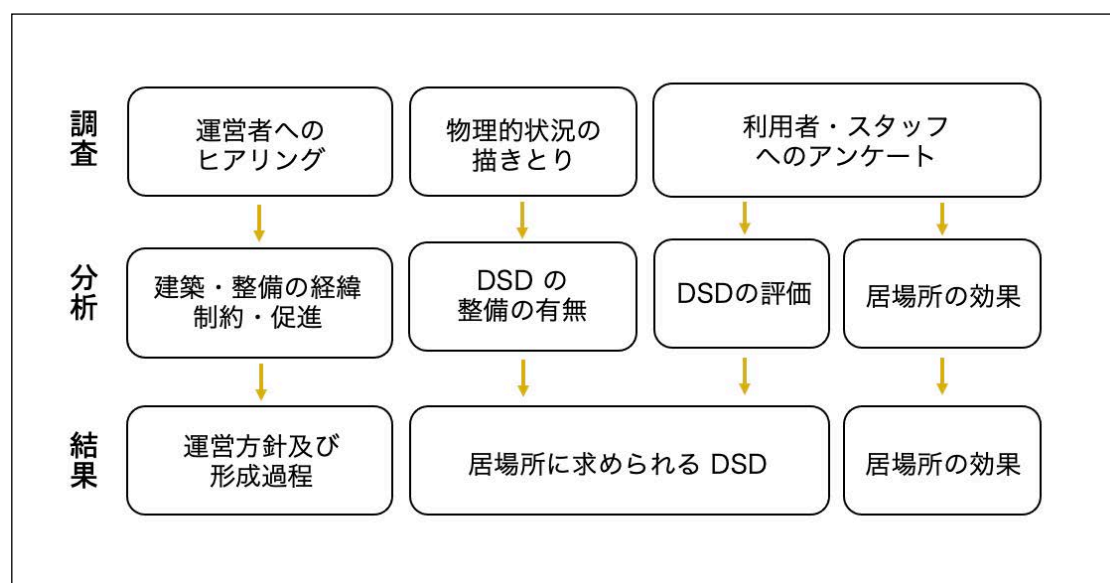 調査
運営者への
ヒアリング
物理的状況の
描きとり
利用者・スタッフ
へのアンケート
分析
建築・整備の経緯
制約・促進
DSD の
整備の有無
DSDの評価
居場所の効果
結果
運営方針及び
形成過程
居場所に求められる DSD
居場所の効果